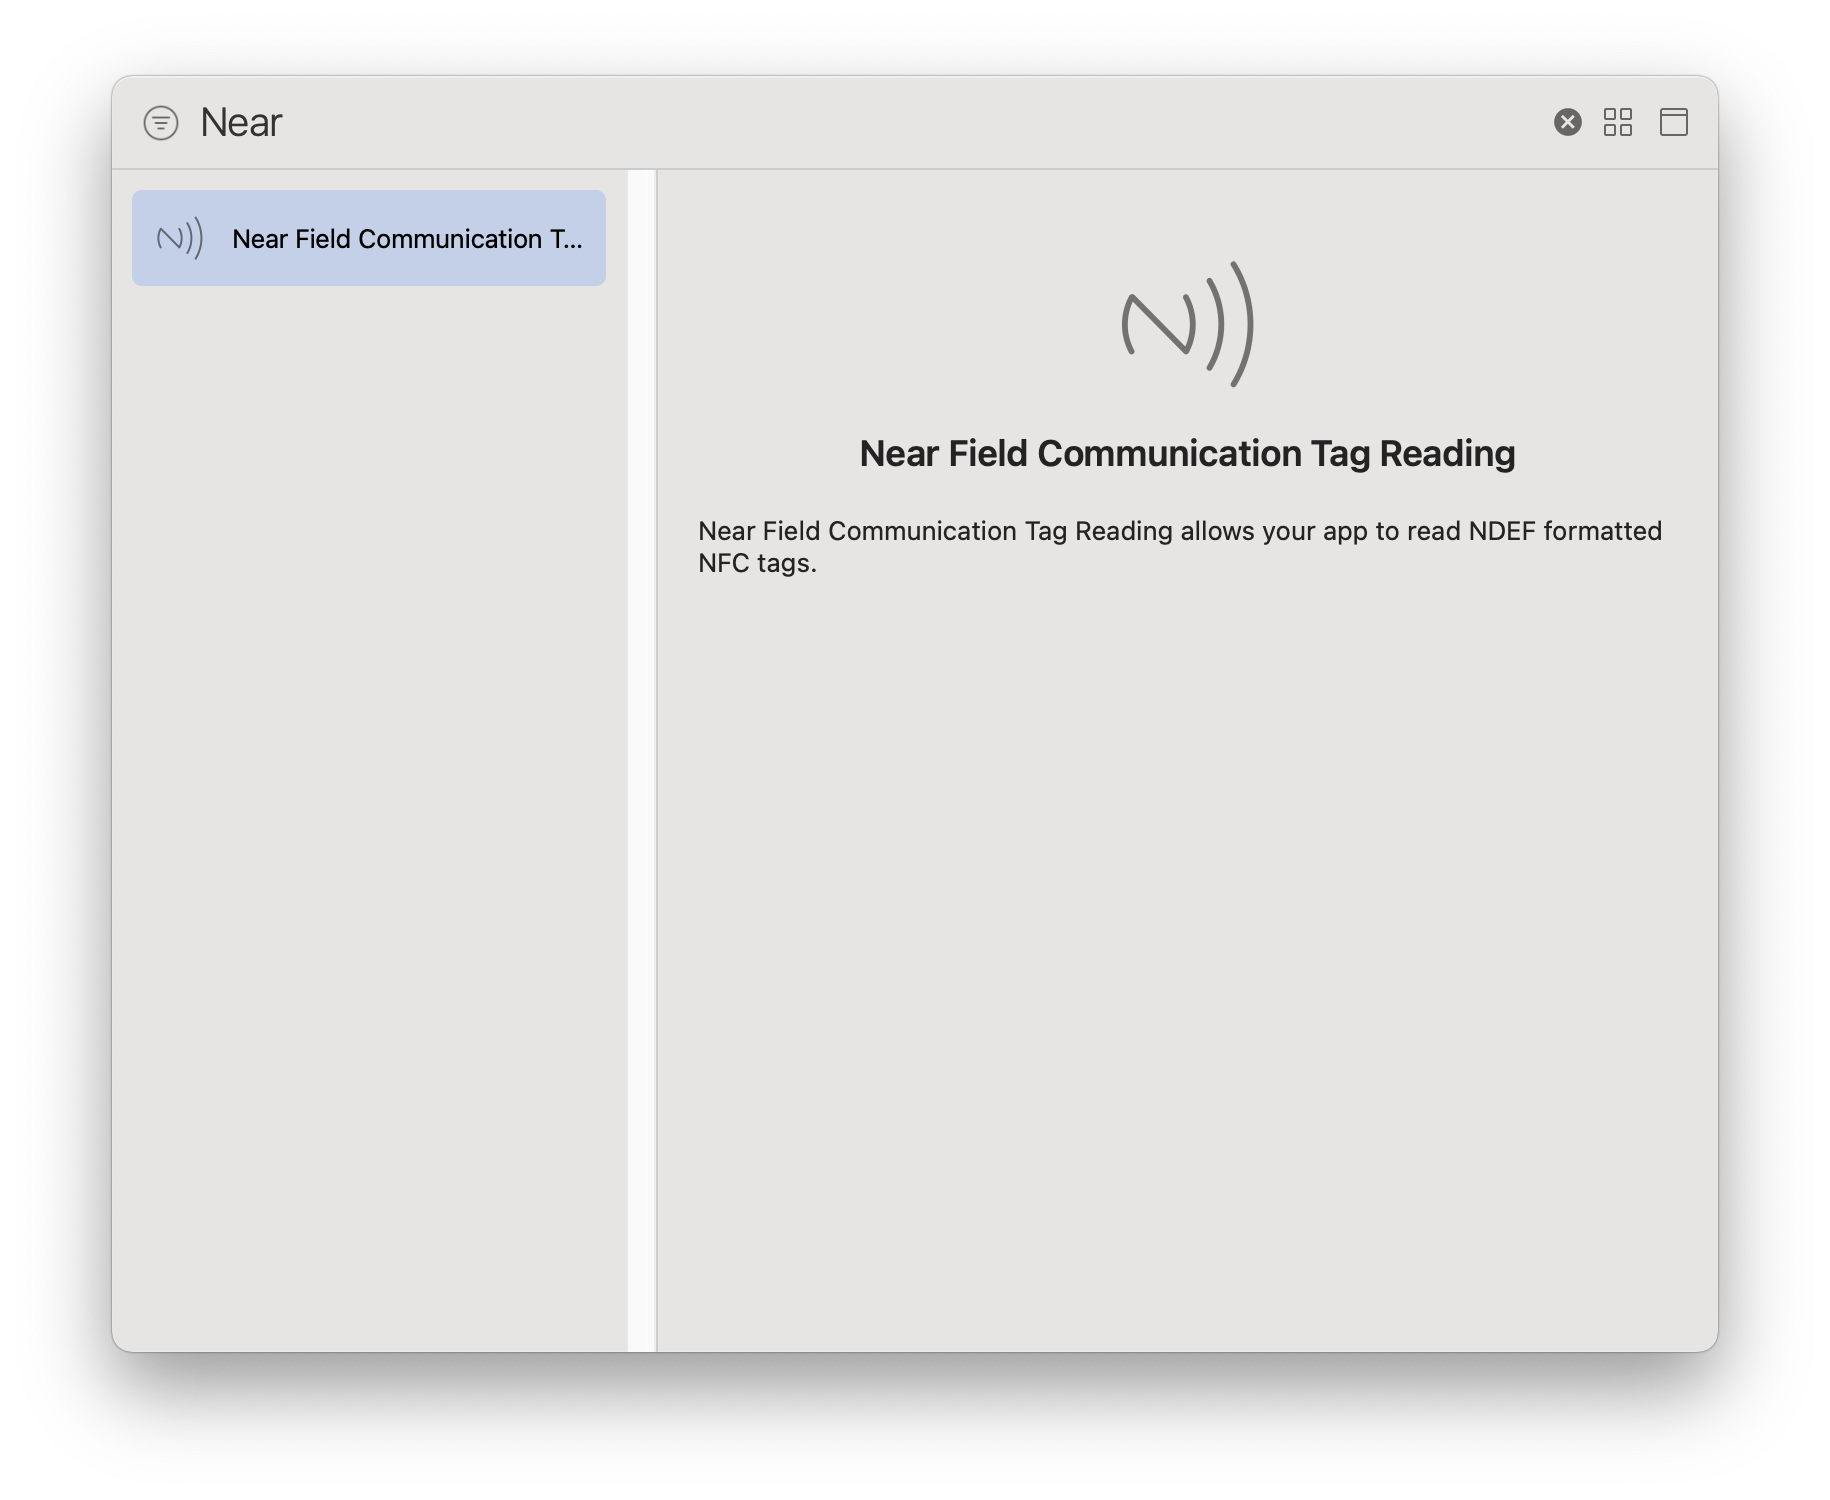 Near
Near Field Communication T...
Near Field Communication Tag Reading
Near Field Communication Tag Reading allows your app to read NDEF formatted
NFC tags.